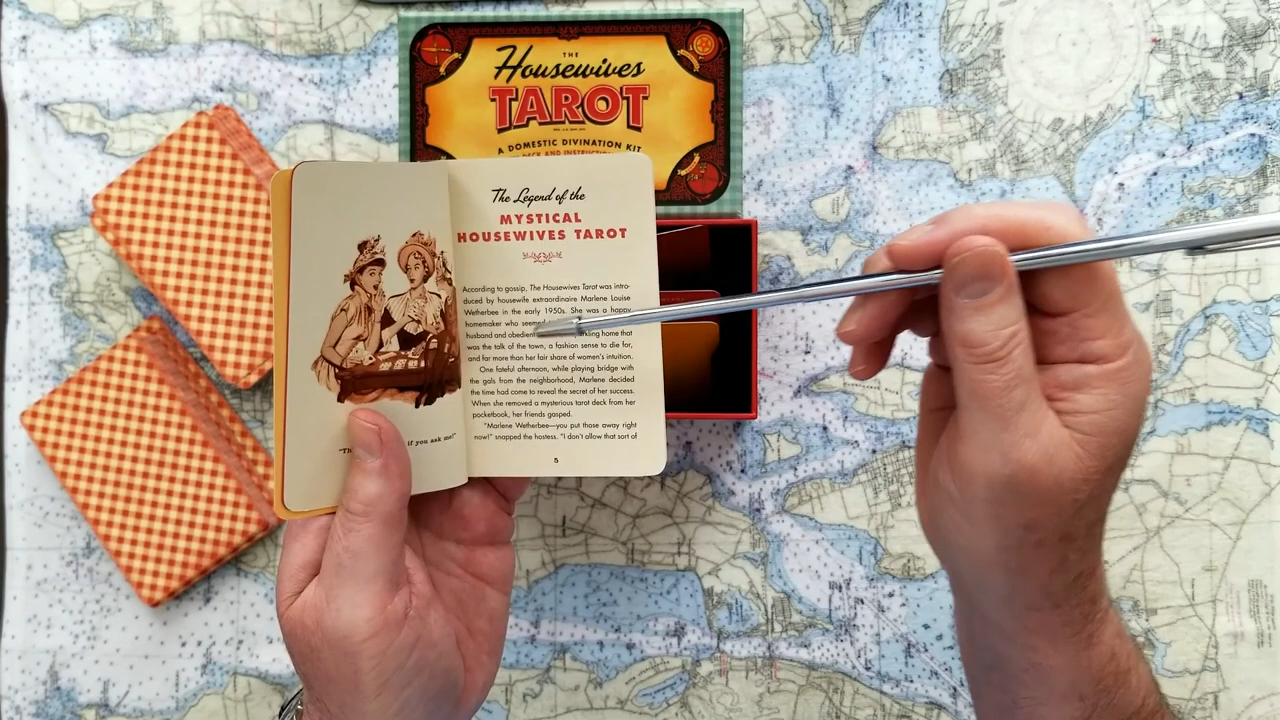 THE
Housewives
TAROT
A DOMESTIC DIVINATION KIT
DECK AND INSTRUCTION
The Legend of the
MYSTICAL
HOUSEWIVES TAROT
According to gossip, The Housewives Tarot was intro-
duced by housewife extraordinaire Marlene Louise
Wetherbee in the early 1950s. She was a happy
homemaker who seemed
husband and obedient rkling home that
was the talk of the town, a fashion sense to die for,
and far more than her fair share of women's intuition.
One fateful afternoon, while playing bridge with
the gals from the neighborhood, Marlene decided
the time had come to reveal the secret of her success.
When she removed a mysterious tarot deck from her
pocketbook, her friends gasped.
"Marlene Wetherbee—you put those away right
now!" snapped the hostess. "I don't allow that sort of
5
if you ask me!"